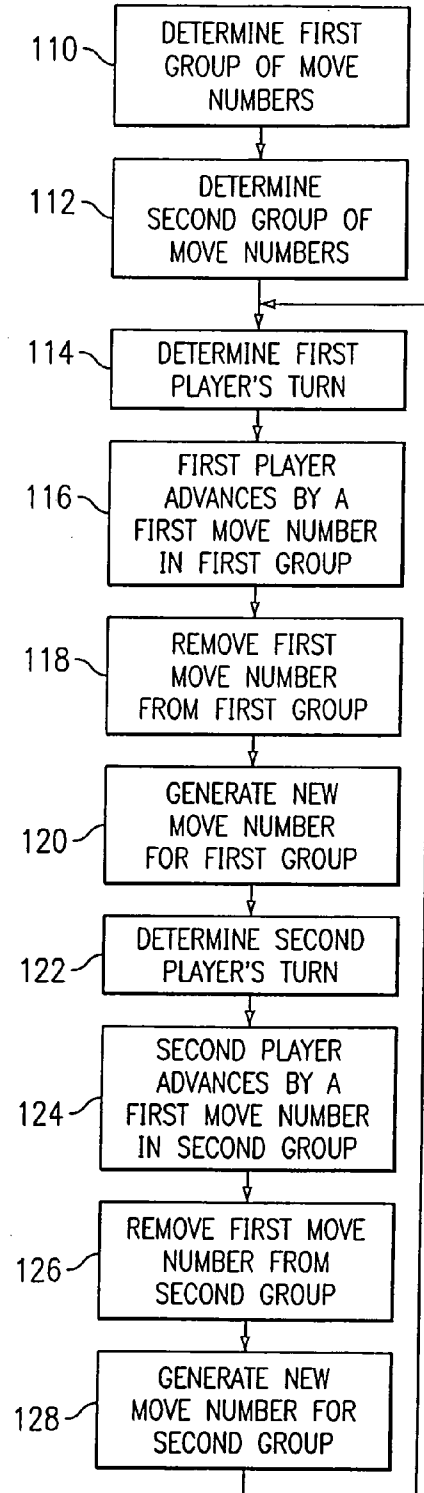 110
DETERMINE FIRST
GROUP OF MOVE
NUMBERS
112
DETERMINE
SECOND GROUP OF
MOVE NUMBERS
114
DETERMINE FIRST
PLAYER'S TURN
116
FIRST PLAYER
ADVANCES BY A
FIRST MOVE NUMBER
IN FIRST GROUP
118
REMOVE FIRST
MOVE NUMBER
FROM FIRST GROUP
120
GENERATE NEW
MOVE NUMBER
FOR FIRST GROUP
122
DETERMINE SECOND
PLAYER'S TURN
124
SECOND PLAYER
ADVANCES BY A
FIRST MOVE NUMBER
IN SECOND GROUP
126
REMOVE FIRST MOVE
NUMBER FROM
SECOND GROUP
128
GENERATE NEW
MOVE NUMBER FOR
SECOND GROUP